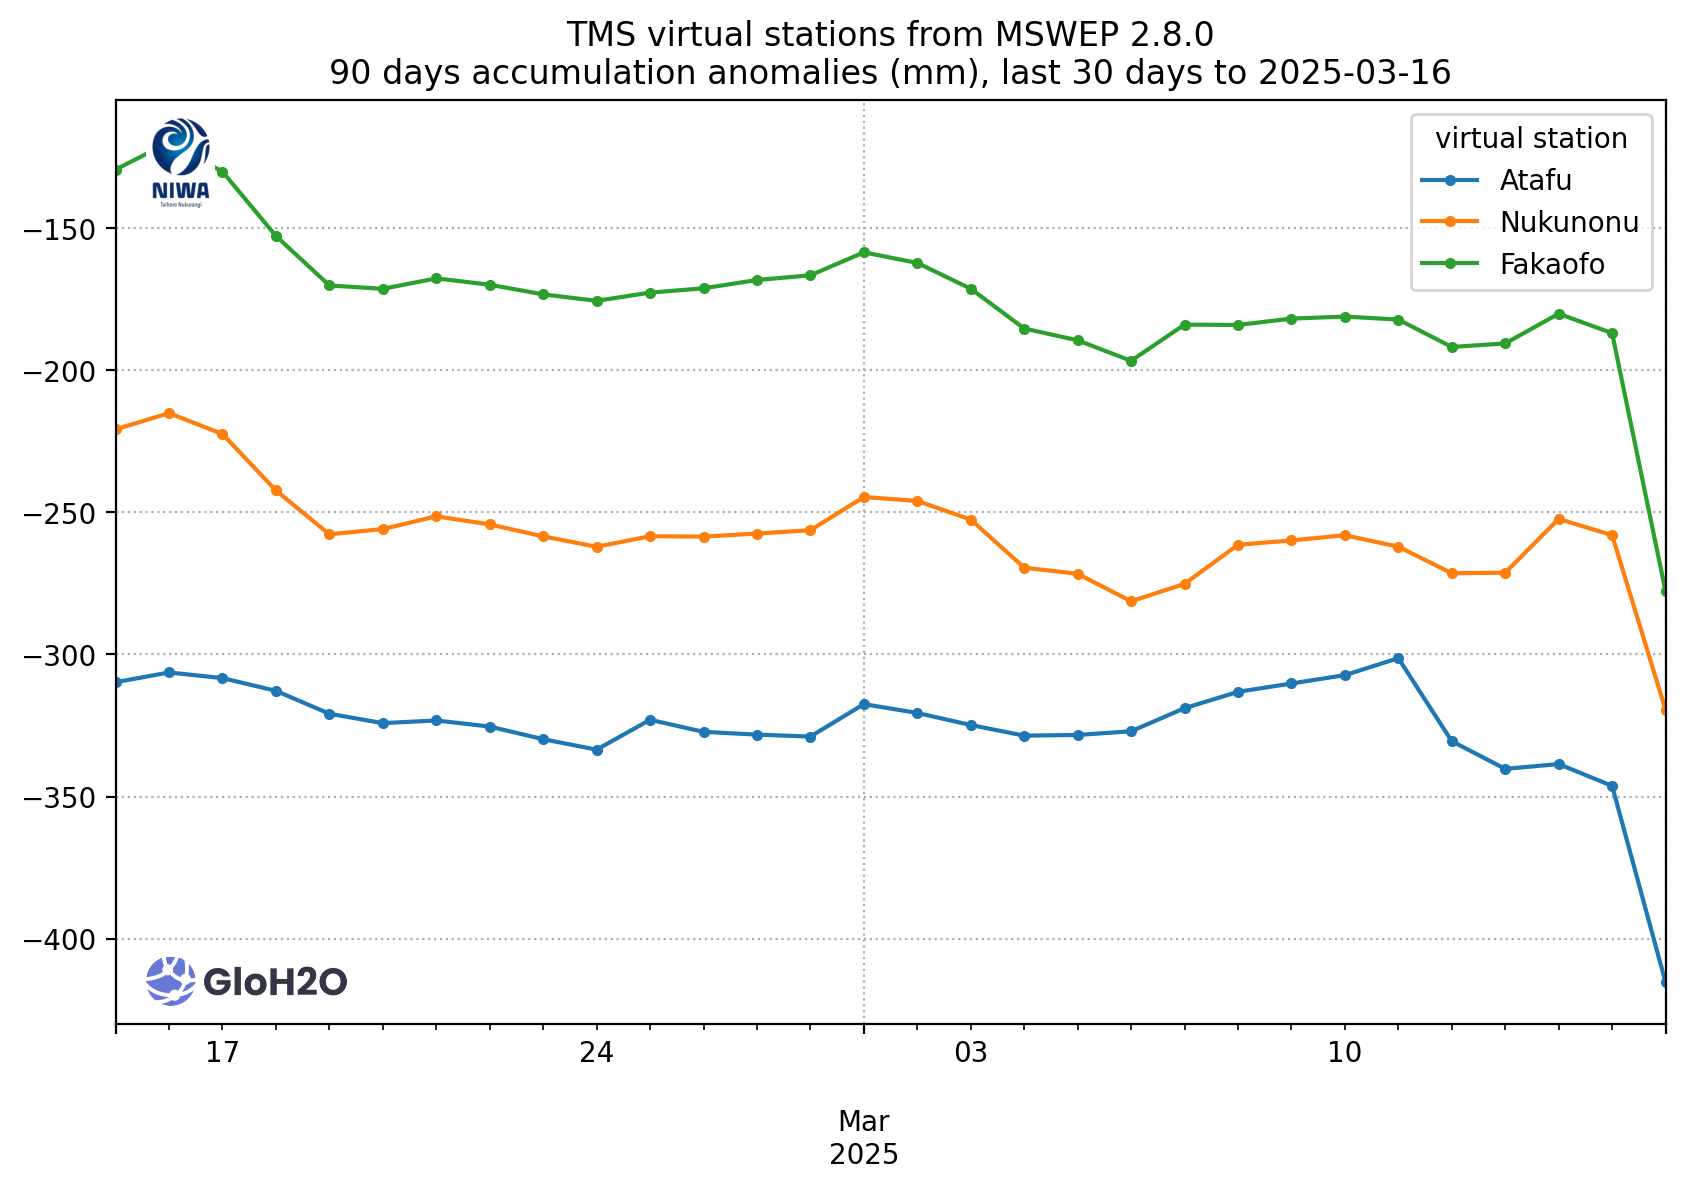 TMS virtual stations from MSWEP 2.8.0
90 days accumulation anomalies (mm), last 30 days to 2025-03-16
NIWA
Taihoro Nukurangi
virtual station
Atafu
Nukunonu
Fakaofo
−150
−200
−250
−300
−350
−400
GloH2O
17
24
03
10
Mar
2025